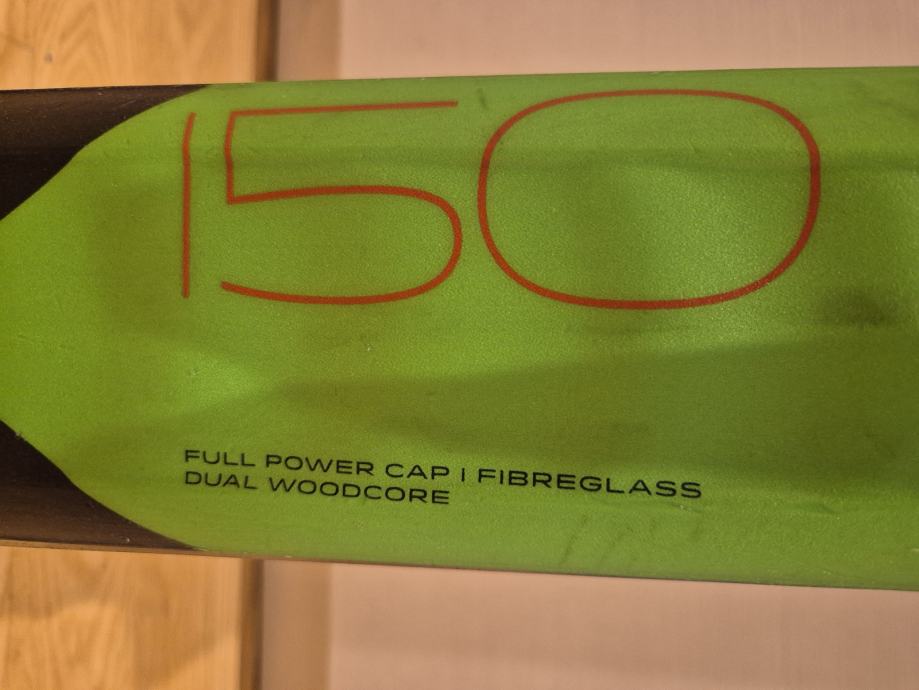 150
FULL POWER CAP | FIBREGLASS
DUAL WOODCORE